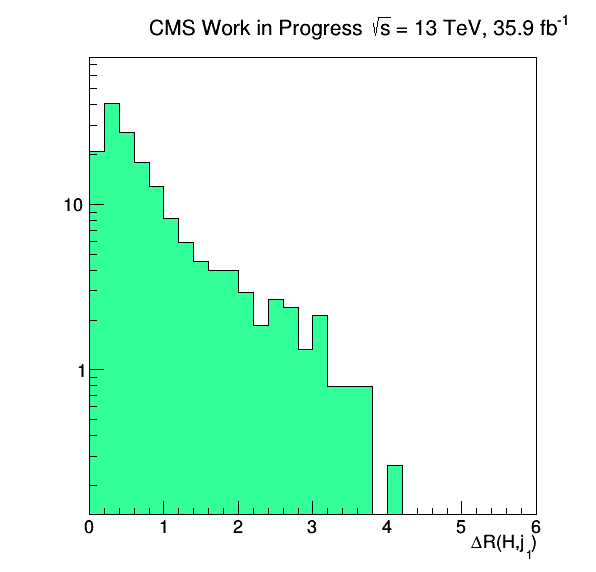 CMS Work in Progress √s = 13 TeV, 35.9 fb⁻¹
10
1
0 1 2 3 4 5 6
ΔR(H,j₁)